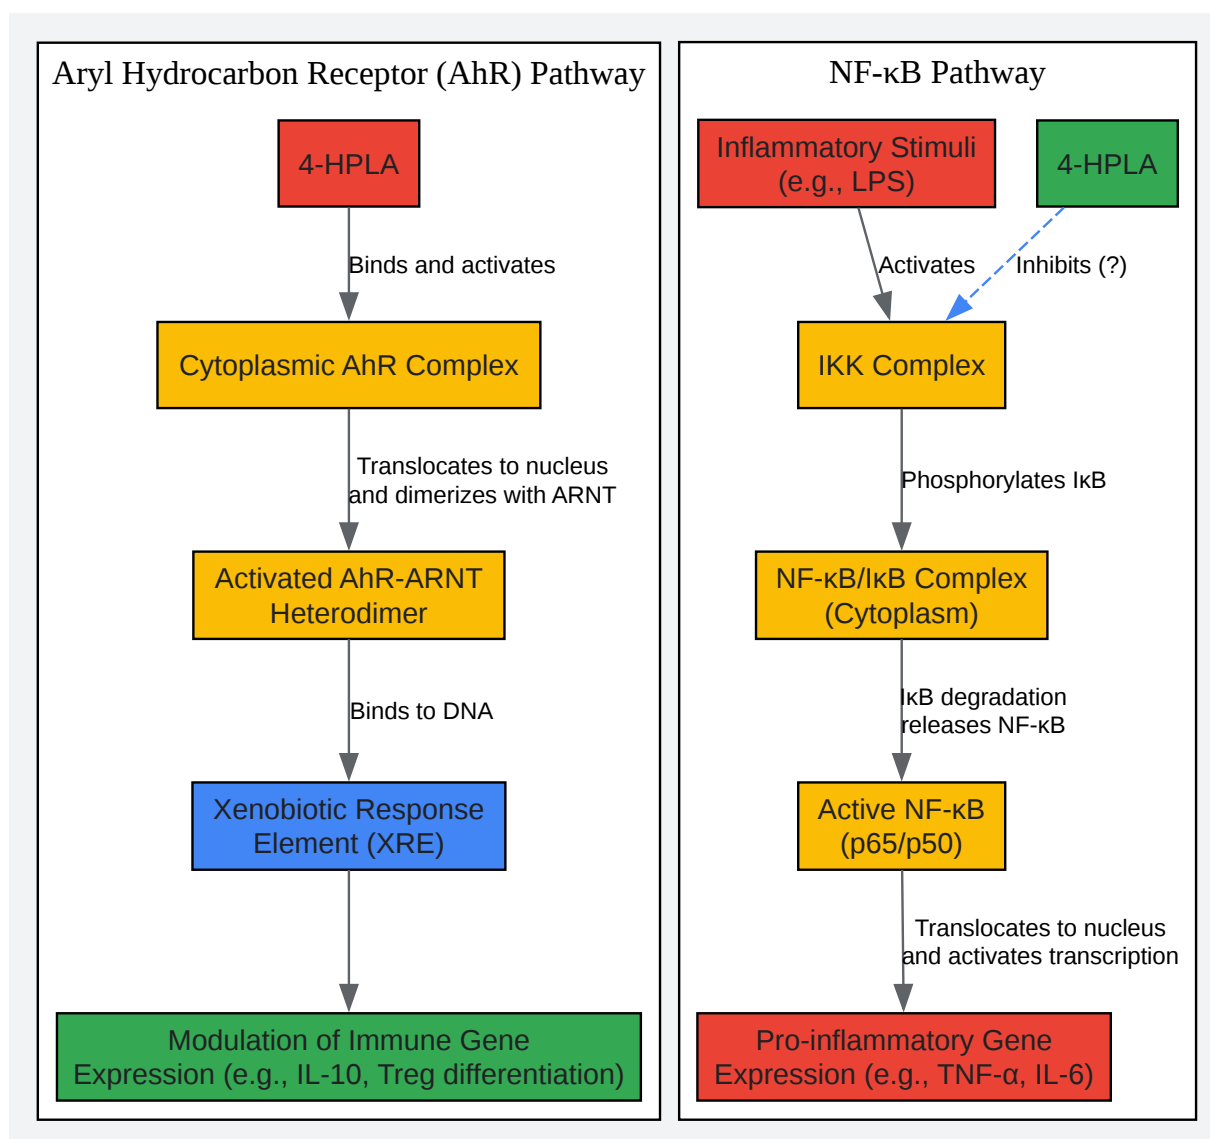 Aryl Hydrocarbon Receptor (AhR) Pathway
4-HPLA
Binds and activates
Cytoplasmic AhR Complex
Translocates to nucleus
and dimerizes with ARNT
Activated AhR-ARNT
Heterodimer
Binds to DNA
Xenobiotic Response
Element (XRE)
Modulation of Immune Gene
Expression (e.g., IL-10, Treg differentiation)
NF-κB Pathway
Inflammatory Stimuli
(e.g., LPS)
4-HPLA
Activates
Inhibits (?)
IKK Complex
Phosphorylates IκB
NF-κB/IκB Complex
(Cytoplasm)
IκB degradation
releases NF-κB
Active NF-κB
(p65/p50)
Translocates to nucleus
and activates transcription
Pro-inflammatory Gene
Expression (e.g., TNF-α, IL-6)